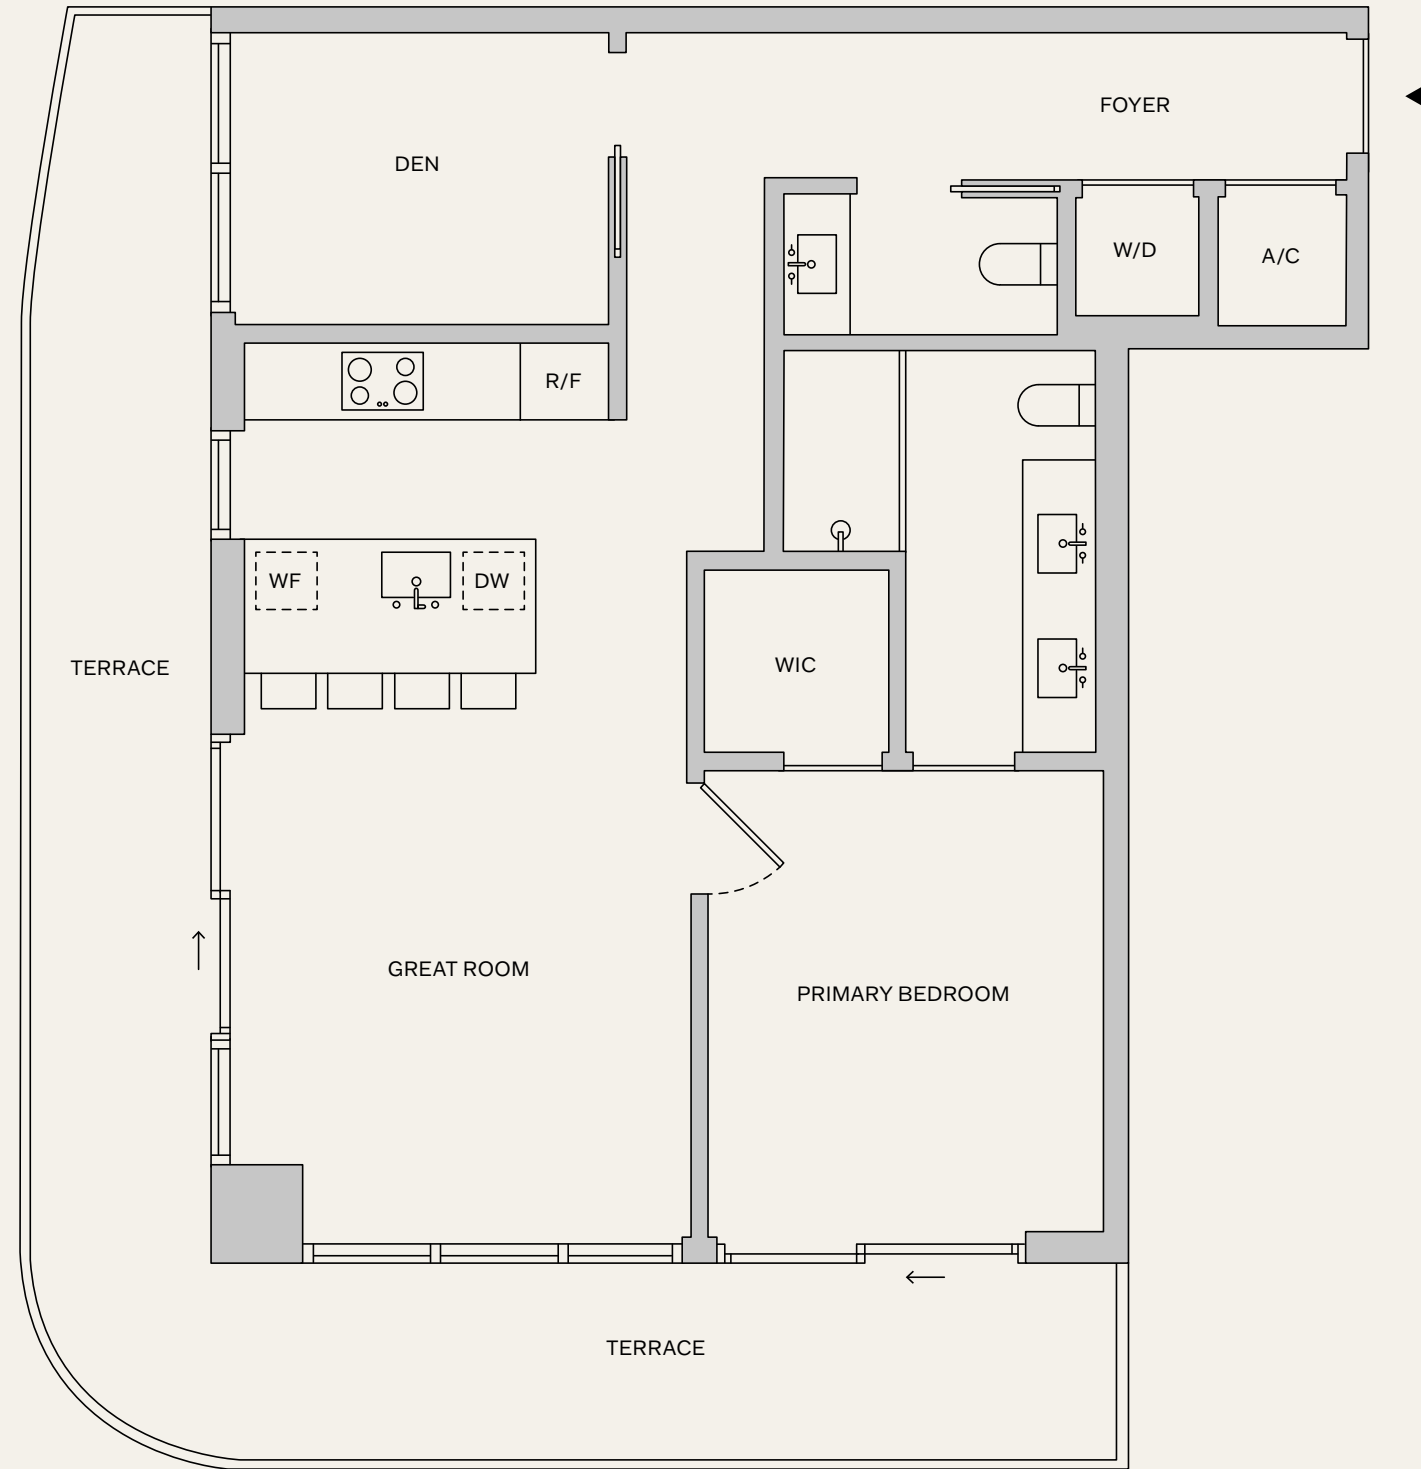 FOYER
DEN
W/D
A/C
R/F
WF
DW
TERRACE
WIC
GREAT ROOM
PRIMARY BEDROOM
TERRACE